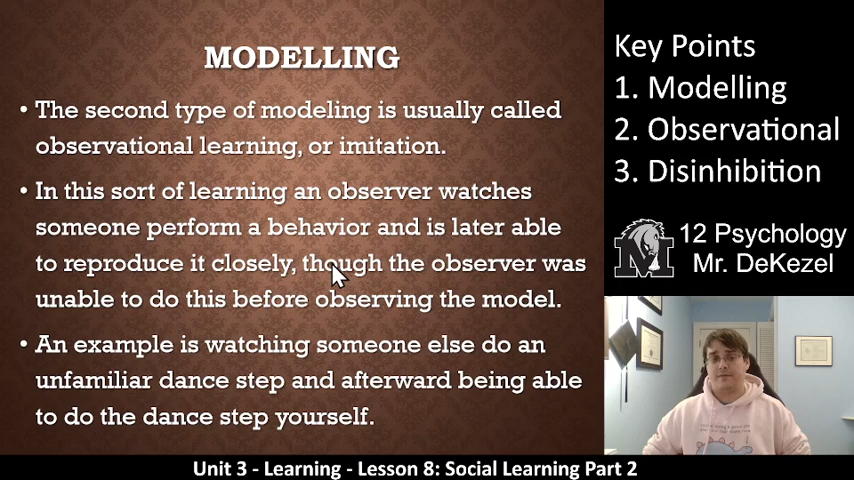 MODELLING
• The second type of modeling is usually called
observational learning, or imitation.
• In this sort of learning an observer watches
someone perform a behavior and is later able
to reproduce it closely, though the observer was
unable to do this before observing the model.
• An example is watching someone else do an
unfamiliar dance step and afterward being able
to do the dance step yourself.
Key Points
1. Modelling
2. Observational
3. Disinhibition
M
12 Psychology
Mr. DeKezel
Unit 3 - Learning - Lesson 8: Social Learning Part 2